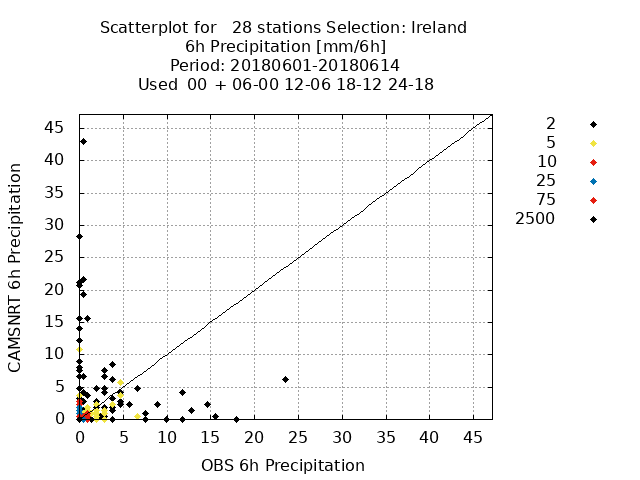 Scatterplot for   28 stations Selection: Ireland
6h Precipitation [mm/6h]
Period: 20180601-20180614
Used  00 + 06-00 12-06 18-12 24-18
2
5
10
25
75
2500
45
40
35
30
25
20
15
10
5
0
CAMSNRT 6h Precipitation
0 5 10 15 20 25 30 35 40 45
OBS 6h Precipitation